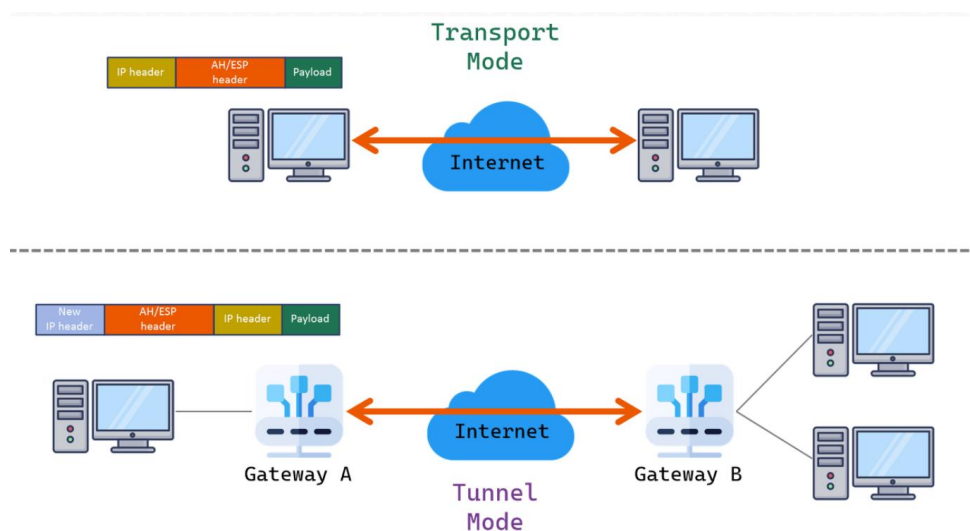 Transport
Mode
IP header
AH/ESP
header
Payload
Internet
New
IP header
AH/ESP
header
IP header
Payload
Internet
Gateway A
Gateway B
Tunnel
Mode